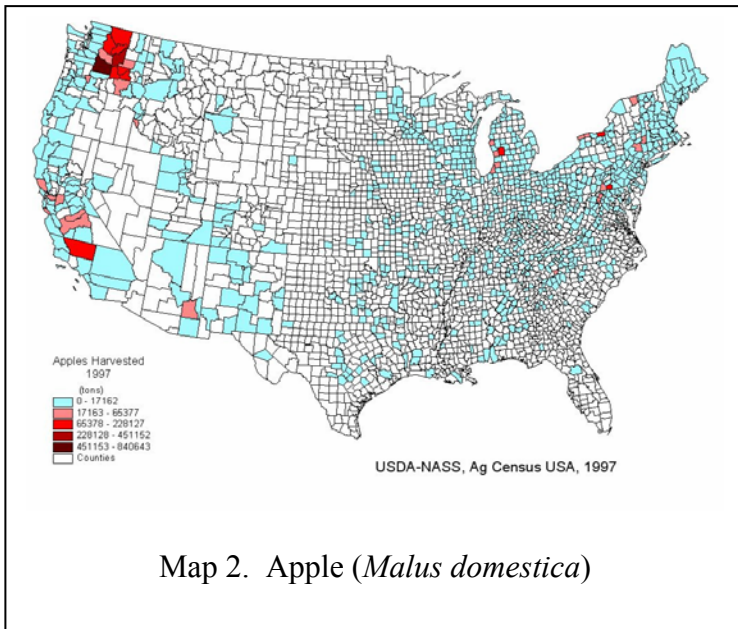 Apples Harvested
1997
(tons)
0 - 17162
17163 - 65377
65378 - 228127
228128 - 451152
451153 - 840643
Counties
USDA-NASS, Ag Census USA, 1997
Map 2. Apple (Malus domestica)